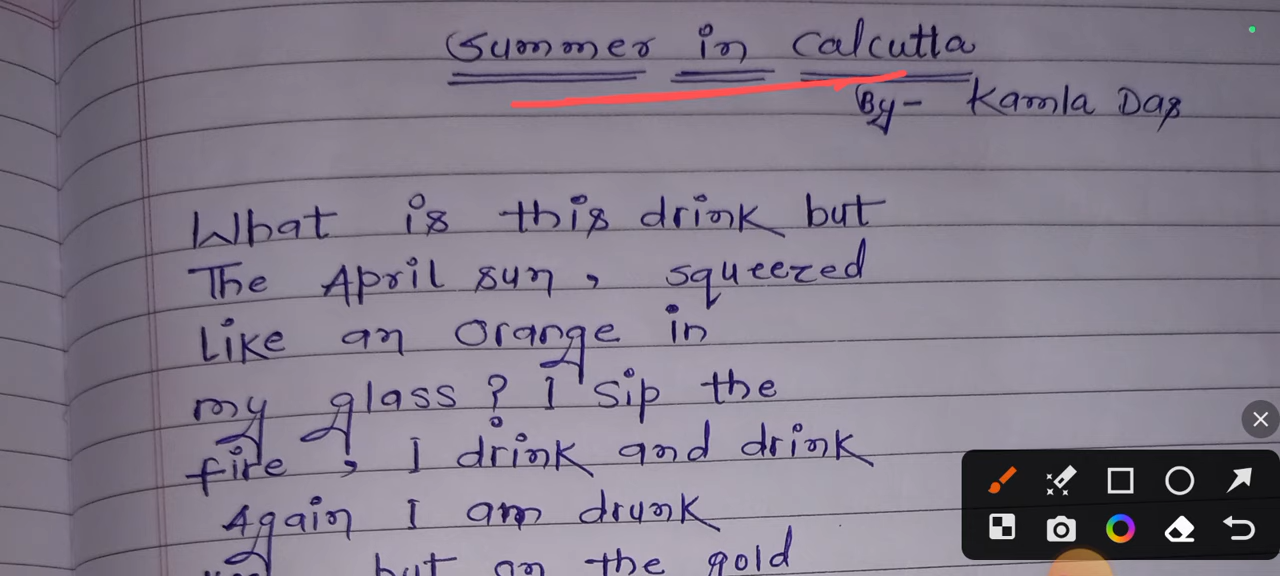 Summer in Calcutta
By- Kamla Das
What is this drink but
The April sun, squeezed
Like an Orange in
my glass? I sip the
fire, I drink and drink
Again I am drunk
but on the gold